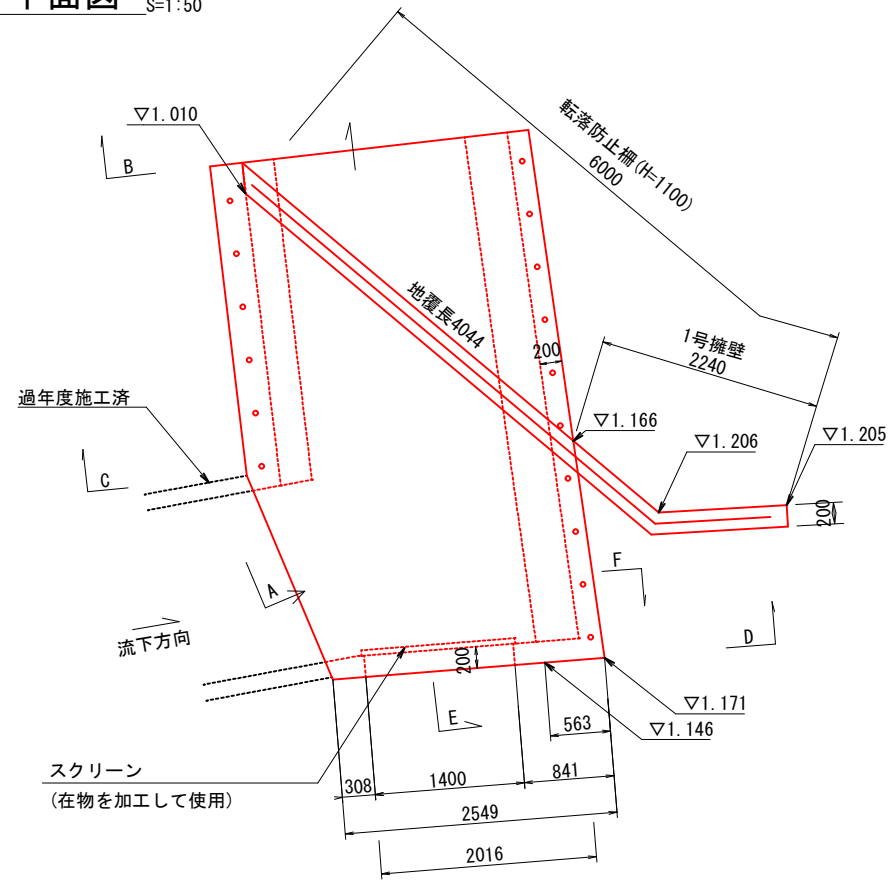 平面図 S=1:50
▽1.010
B
転落防止柵(H=1100)
6000
地覆長4044
200
1号擁壁
2240
過年度施工済
▽1.166
▽1.206
▽1.205
C
200
F
A
D
流下方向
200
▽1.171
E
563
▽1.146
スクリーン
(在物を加工して使用)
308
1400
841
2549
2016